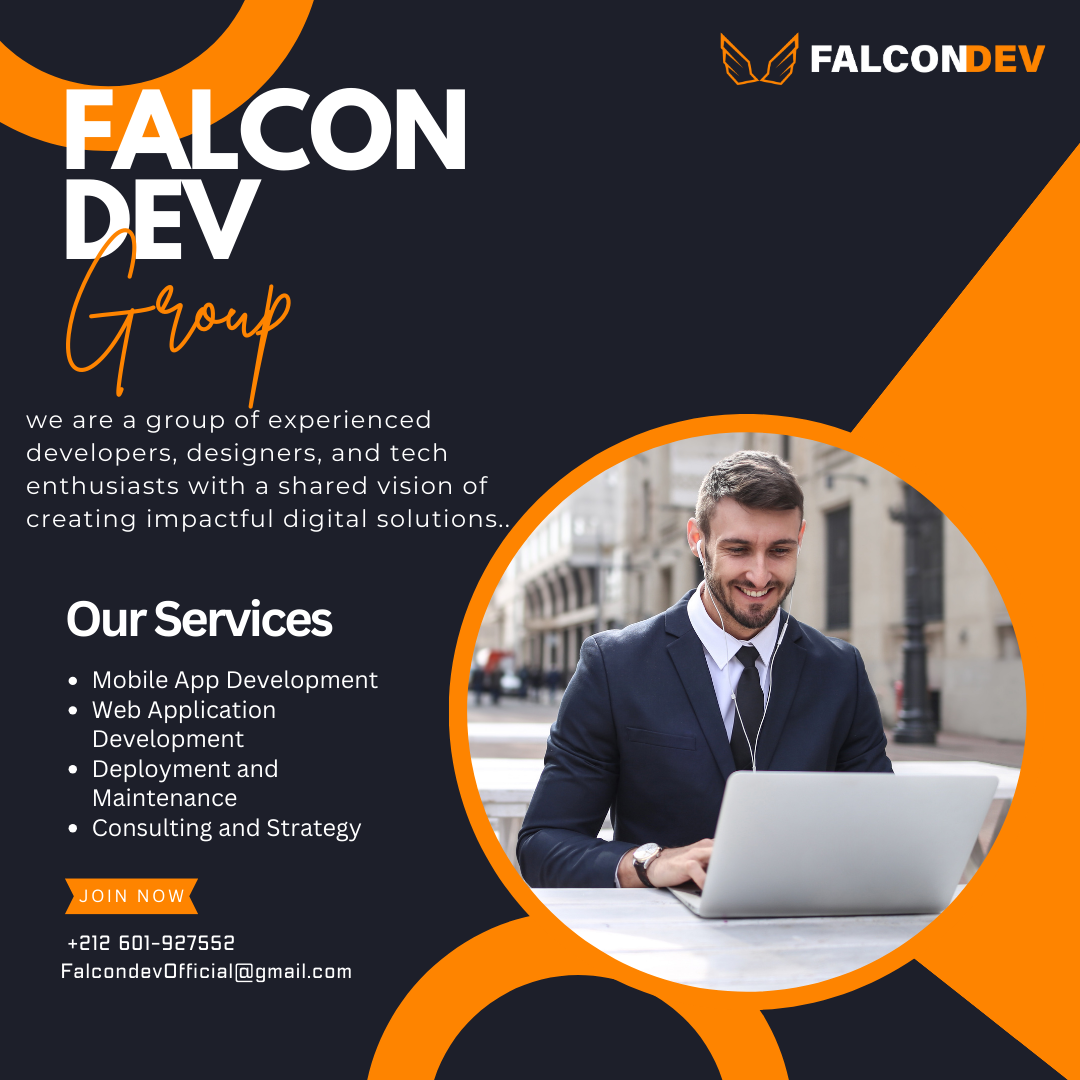 FALCONDEV
FALCON
DEV
Group
we are a group of experienced
developers, designers, and tech
enthusiasts with a shared vision of
creating impactful digital solutions..
Our Services
• Mobile App Development
• Web Application
Development
• Deployment and
Maintenance
• Consulting and Strategy
JOIN NOW
+212 601-927552
FalcondevOfficial@gmail.com